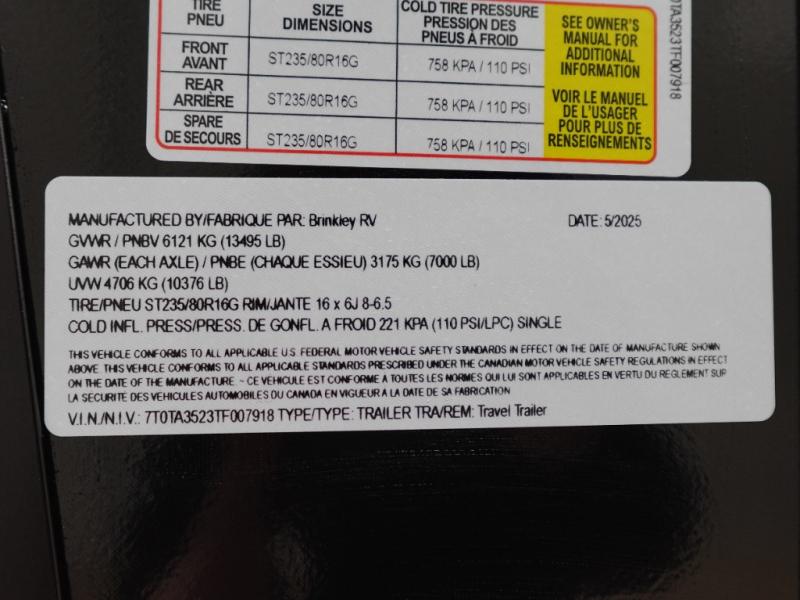 TIRE PNEU
SIZE DIMENSIONS
COLD TIRE PRESSURE PRESSION DES PNEUS À FROID
FRONT AVANT
ST235/80R16G
758 KPA / 110 PSI
REAR ARRIÈRE
ST235/80R16G
758 KPA / 110 PSI
SPARE DE SECOURS
ST235/80R16G
758 KPA / 110 PSI
SEE OWNER'S
MANUAL FOR
ADDITIONAL
INFORMATION
VOIR LE MANUEL
DE L'USAGER
POUR PLUS DE
RENSEIGNEMENTS
0TA3523TF007918
MANUFACTURED BY/FABRIQUE PAR: Brinkley RV DATE: 5/2025
GVWR / PNBV 6121 KG (13495 LB)
GAWR (EACH AXLE) / PNBE (CHAQUE ESSIEU) 3175 KG (7000 LB)
UVW 4706 KG (10376 LB)
TIRE/PNEU ST235/80R16G RIM/JANTE 16 x 6J 8-6.5
COLD INFL. PRESS/PRESS. DE GONFL. A FROID 221 KPA (110 PSI/LPC) SINGLE
THIS VEHICLE CONFORMS TO ALL APPLICABLE U.S. FEDERAL MOTOR VEHICLE SAFETY STANDARDS IN EFFECT ON THE DATE OF MANUFACTURE SHOWN
ABOVE. THIS VEHICLE CONFORMS TO ALL APPLICABLE STANDARDS PRESCRIBED UNDER THE CANADIAN MOTOR VEHICLE SAFETY REGULATIONS IN EFFECT
ON THE DATE OF THE MANUFACTURE - CE VEHICULE EST CONFORME A TOUTES LES NORMES QUI LUI SONT APPLICABLES EN VERTU DU REGLEMENT SUR
LA SECURITE DES VEHICULES AUTOMOBILES DU CANADA EN VIGUEUR A LA DATE DE SA FABRICATION
V.I.N./N.I.V.: 7T0TA3523TF007918 TYPE/TYPE: TRAILER TRA/REM: Travel Trailer